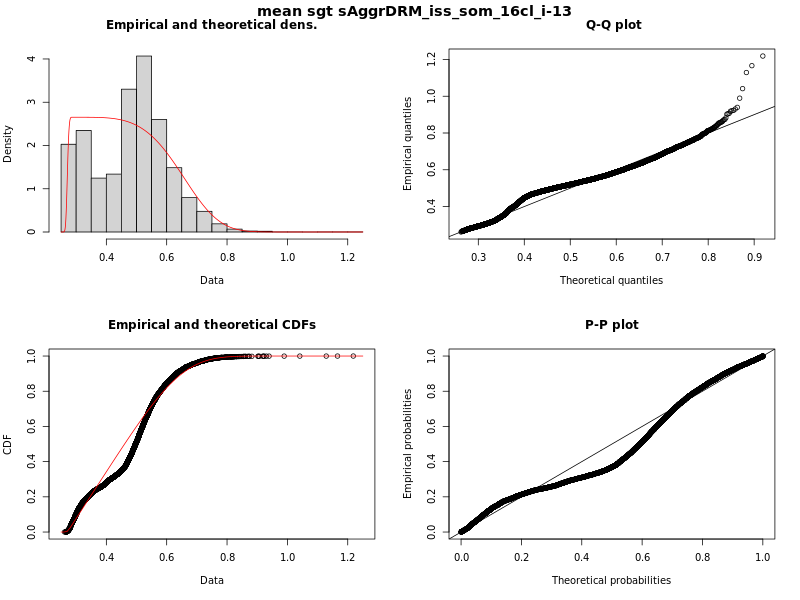 mean sgt sAggrDRM_iss_som_16cl_i-13
Empirical and theoretical dens.
Density
0 1 2 3 4
0.4 0.6 0.8 1.0 1.2
Data
Q-Q plot
Empirical quantiles
0.4 0.6 0.8 1.0 1.2
0.3 0.4 0.5 0.6 0.7 0.8 0.9
Theoretical quantiles
Empirical and theoretical CDFs
CDF
0.0 0.2 0.4 0.6 0.8 1.0
0.4 0.6 0.8 1.0 1.2
Data
P-P plot
Empirical probabilities
0.0 0.2 0.4 0.6 0.8 1.0
0.0 0.2 0.4 0.6 0.8 1.0
Theoretical probabilities